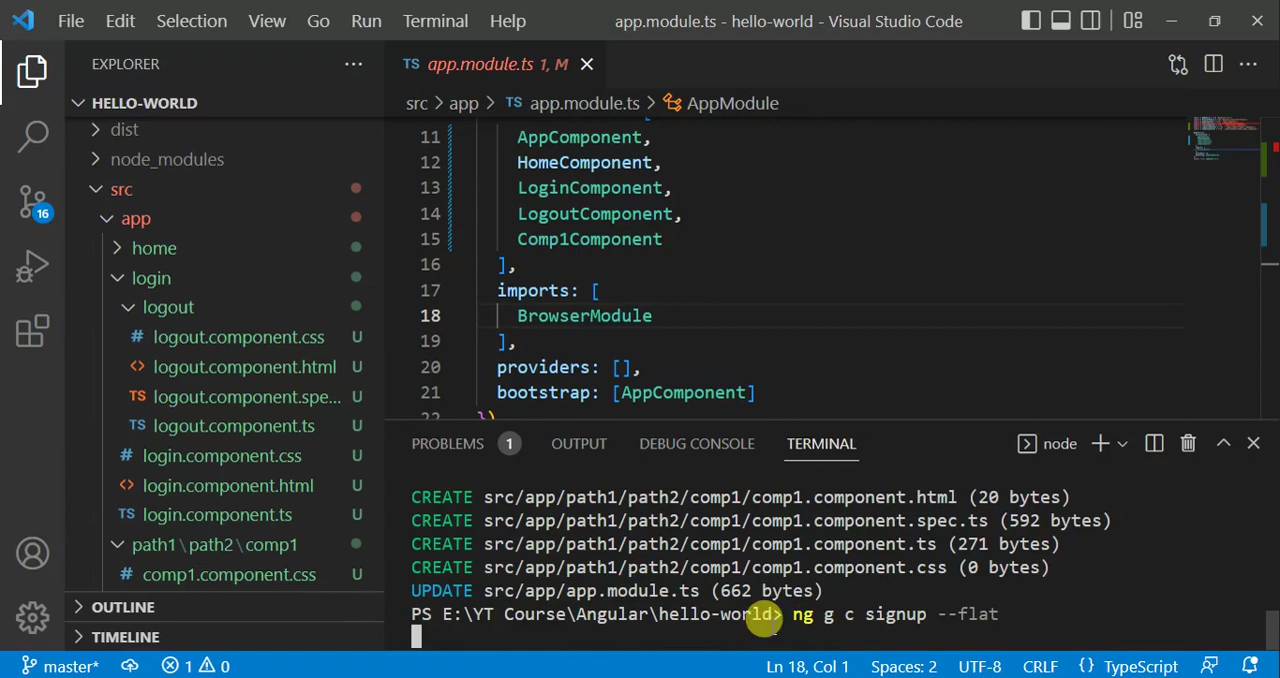 File Edit Selection View Go Run Terminal Help app.module.ts - hello-world - Visual Studio Code
EXPLORER
HELLO-WORLD
dist
node_modules
src
app
home
login
logout
# logout.component.css U
<> logout.component.html U
TS logout.component.spe... U
TS logout.component.ts U
# login.component.css U
<> login.component.html U
TS login.component.ts U
path1\path2\comp1
# comp1.component.css U
OUTLINE
TIMELINE
16
TS app.module.ts 1, M
src > app > TS app.module.ts > AppModule
11 AppComponent,
12 HomeComponent,
13 LoginComponent,
14 LogoutComponent,
15 Comp1Component
16 ],
17 imports: [
18 BrowserModule
19 ],
20 providers: [],
21 bootstrap: [AppComponent]
22 })
PROBLEMS 1 OUTPUT DEBUG CONSOLE TERMINAL node
CREATE src/app/path1/path2/comp1/comp1.component.html (20 bytes)
CREATE src/app/path1/path2/comp1/comp1.component.spec.ts (592 bytes)
CREATE src/app/path1/path2/comp1/comp1.component.ts (271 bytes)
CREATE src/app/path1/path2/comp1/comp1.component.css (0 bytes)
UPDATE src/app/app.module.ts (662 bytes)
PS E:\YT Course\Angular\hello-world> ng g c signup --flat
master* 1 0 Ln 18, Col 1 Spaces: 2 UTF-8 CRLF {} TypeScript